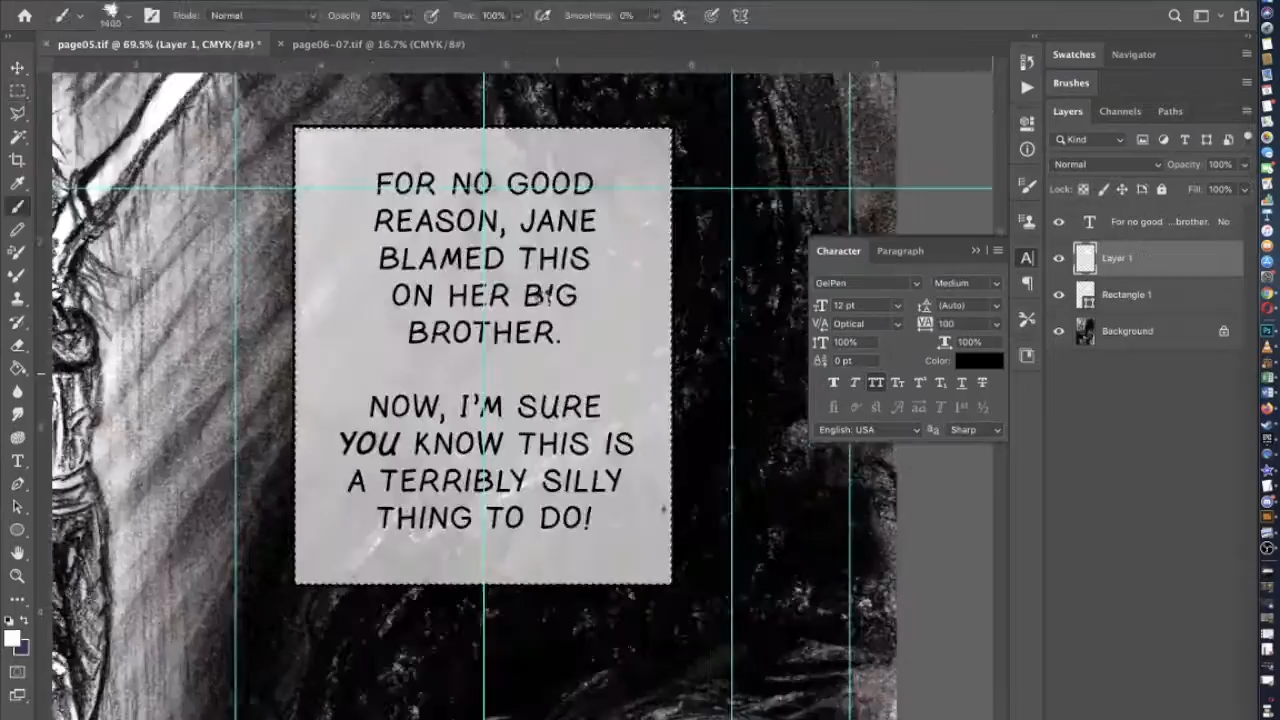 1400
Mode: Normal
Opacity: 85%
Flow: 100%
Smoothing: 0%
page05.tif @ 69.5% (Layer 1, CMYK/8#) *
page06-07.tif @ 16.7% (CMYK/8#)
FOR NO GOOD
REASON, JANE
BLAMED THIS
ON HER BIG
BROTHER.
NOW, I'M SURE
YOU KNOW THIS IS
A TERRIBLY SILLY
THING TO DO!
Character
Paragraph
GelPen
Medium
12 pt
(Auto)
Optical
100
100%
100%
0 pt
Color:
English: USA
Sharp
Swatches
Navigator
Brushes
Layers
Channels
Paths
Kind
Normal
Opacity: 100%
Lock:
Fill: 100%
For no good ...brother. No
Layer 1
Rectangle 1
Background